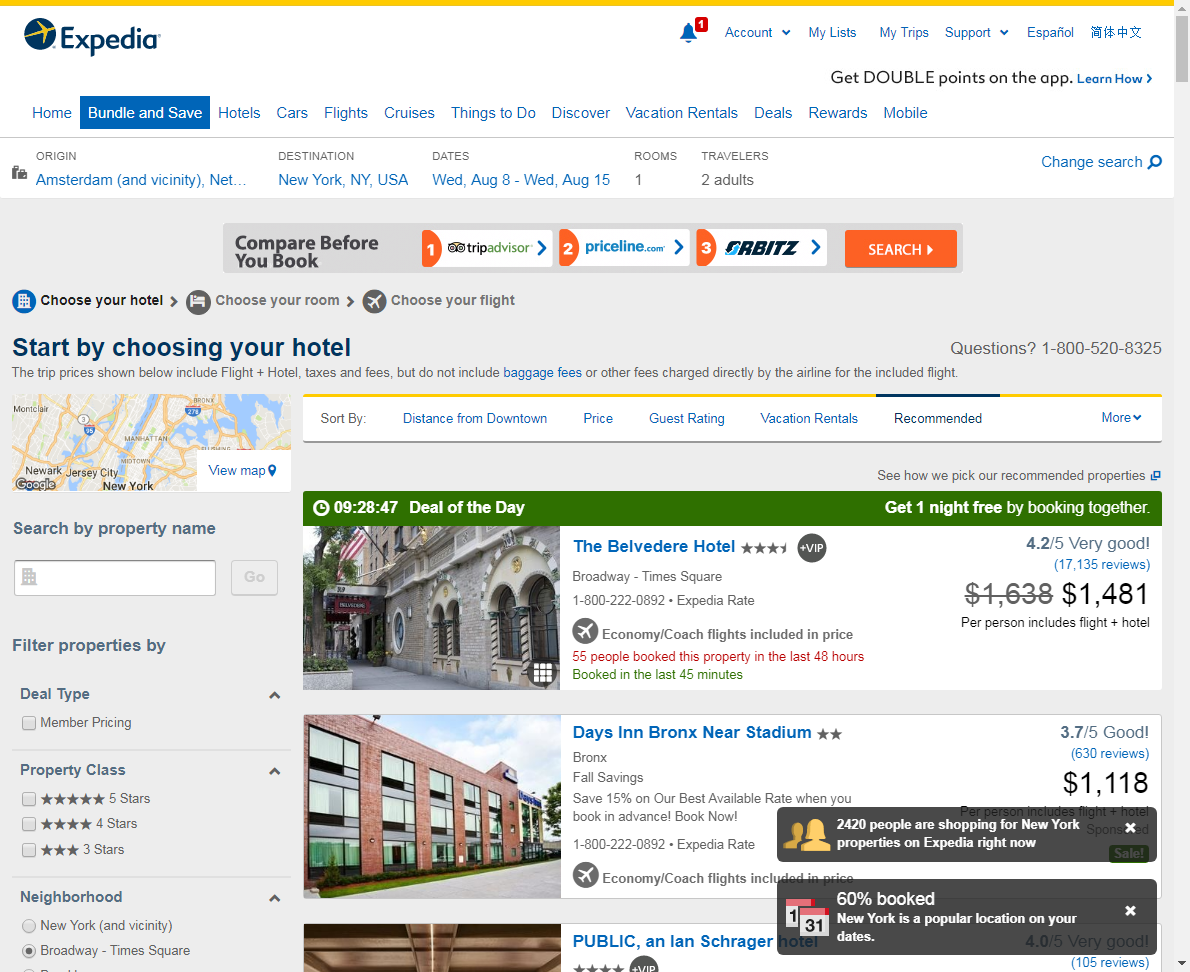 Expedia
1
Account
My Lists
My Trips
Support
Español
简体中文
Get DOUBLE points on the app. Learn How
Home
Bundle and Save
Hotels
Cars
Flights
Cruises
Things to Do
Discover
Vacation Rentals
Deals
Rewards
Mobile
ORIGIN
Amsterdam (and vicinity), Net...
DESTINATION
New York, NY, USA
DATES
Wed, Aug 8 - Wed, Aug 15
ROOMS
1
TRAVELERS
2 adults
Change search
Compare Before
You Book
1 tripadvisor
2 priceline.com
3 ORBITZ
SEARCH
Choose your hotel
Choose your room
Choose your flight
Start by choosing your hotel
Questions? 1-800-520-8325
The trip prices shown below include Flight + Hotel, taxes and fees, but do not include baggage fees or other fees charged directly by the airline for the included flight.
Montclair
BRONX
3
278
95
MANHATTAN
FLUSHING
MIDTOWN
Newark
Jersey City
New York
Google
View map
Sort By:
Distance from Downtown
Price
Guest Rating
Vacation Rentals
Recommended
More
See how we pick our recommended properties
Search by property name
Go
Filter properties by
Deal Type
Member Pricing
Property Class
5 Stars
4 Stars
3 Stars
Neighborhood
New York (and vicinity)
Broadway - Times Square
09:28:47 Deal of the Day
Get 1 night free by booking together.
BELVEDERE
The Belvedere Hotel
+VIP
4.2/5 Very good!
(17,135 reviews)
Broadway - Times Square
1-800-222-0892 • Expedia Rate
$1,638 $1,481
Per person includes flight + hotel
Economy/Coach flights included in price
55 people booked this property in the last 48 hours
Booked in the last 45 minutes
Days Inn
Days Inn Bronx Near Stadium
3.7/5 Good!
(630 reviews)
Bronx
Fall Savings
$1,118
Save 15% on Our Best Available Rate when you
book in advance! Book Now!
Per person includes flight + hotel
Sponsored
Sale!
1-800-222-0892 • Expedia Rate
Economy/Coach flights included in price
2420 people are shopping for New York
properties on Expedia right now
60% booked
1
31
New York is a popular location on your
dates.
PUBLIC, an Ian Schrager hotel
+VIP
4.0/5 Very good!
(105 reviews)